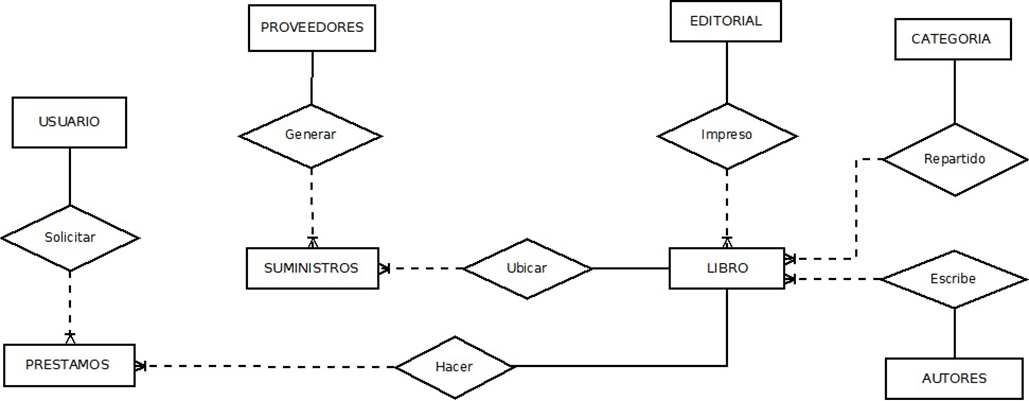 PROVEEDORES
EDITORIAL
CATEGORIA
USUARIO
Generar
Impreso
Repartido
Solicitar
SUMINISTROS
Ubicar
LIBRO
Escribe
PRESTAMOS
Hacer
AUTORES